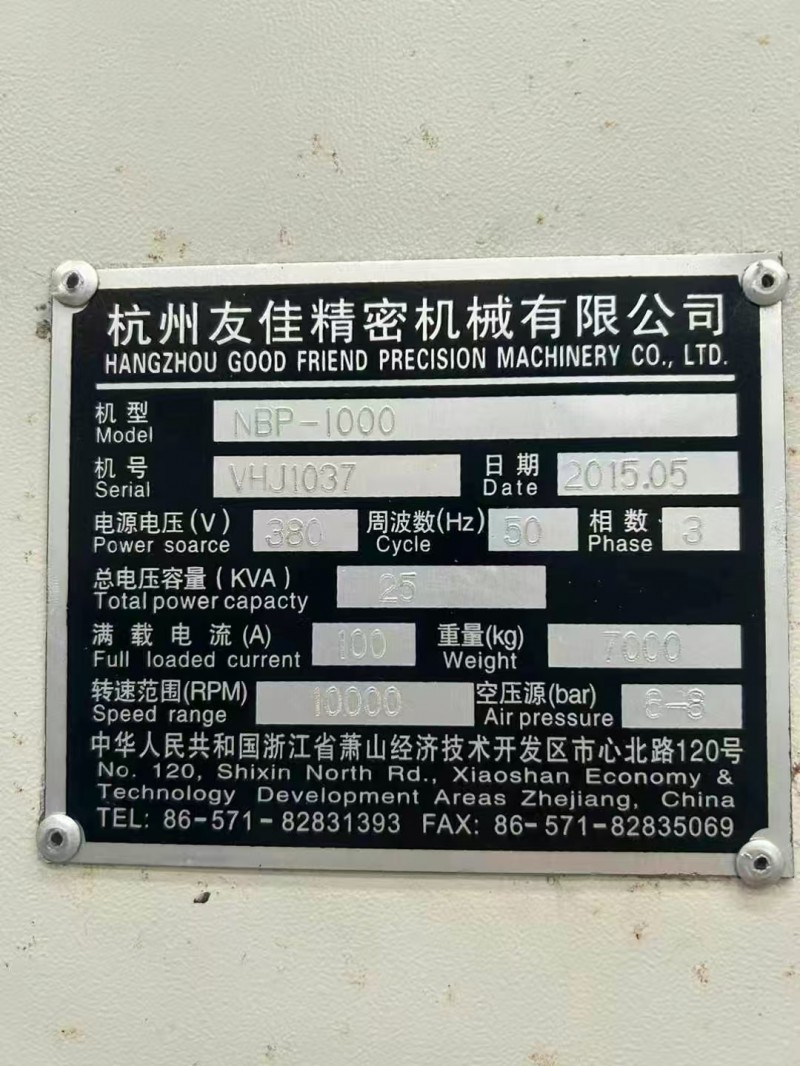 杭州友佳精密机械有限公司
HANGZHOU GOOD FRIEND PRECISION MACHINERY CO., LTD.
机型 NBP-1000
Model
机号 VHJ1037 日期 2015.05
Serial Date
电源电压(V) 380 周波数(Hz) 50 相数 3
Power soarce Cycle Phase
总电压容量(KVA) 25
Total power capacity
满载电流(A) 100 重量(kg) 7000
Full loaded current Weight
转速范围(RPM) 10000 空压源(bar) 6-8
Speed range Air pressure
中华人民共和国浙江省萧山经济技术开发区市心北路120号
No. 120, Shixin North Rd., Xiaoshan Economy &
Technology Development Areas Zhejiang, China
TEL: 86-571-82831393 FAX: 86-571-82835069